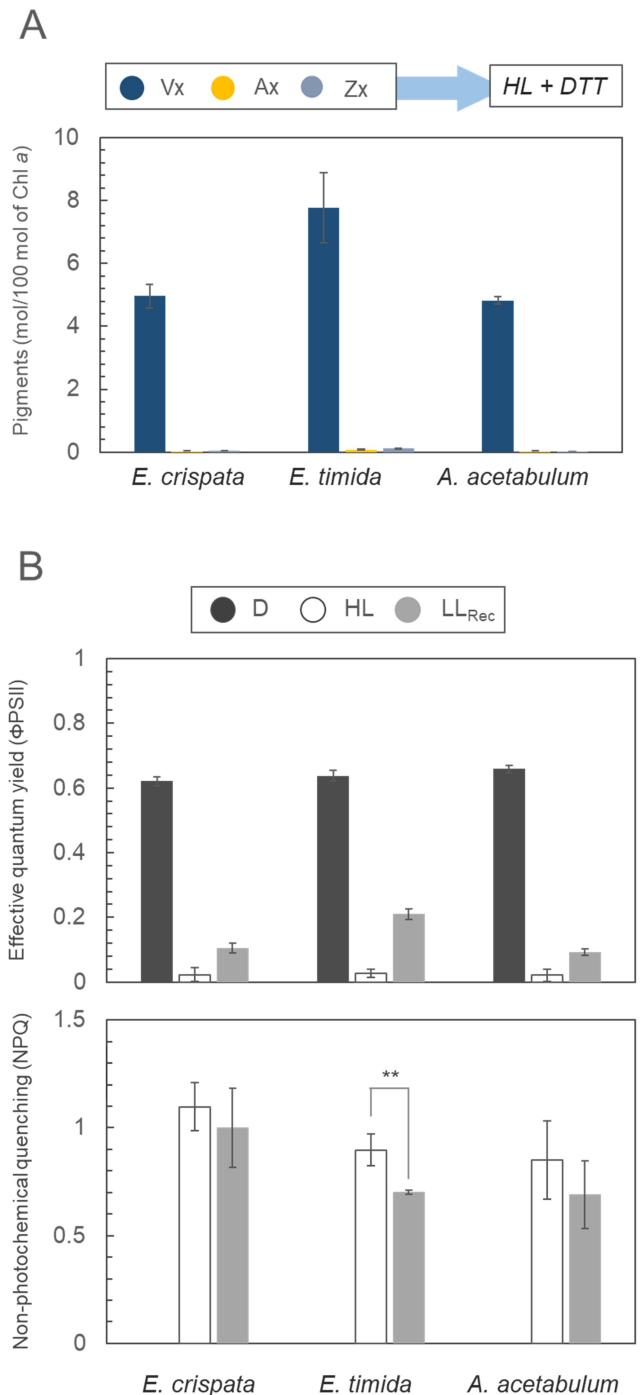 A
Vx Ax Zx HL + DTT
Pigments (mol/100 mol of Chl a)
10
8
6
4
2
0
E. crispata E. timida A. acetabulum
B
D HL LLRec
Effective quantum yield (ΦPSII)
1
0.8
0.6
0.4
0.2
0
Non-photochemical quenching (NPQ)
1.5
**
1
0.5
0
E. crispata E. timida A. acetabulum